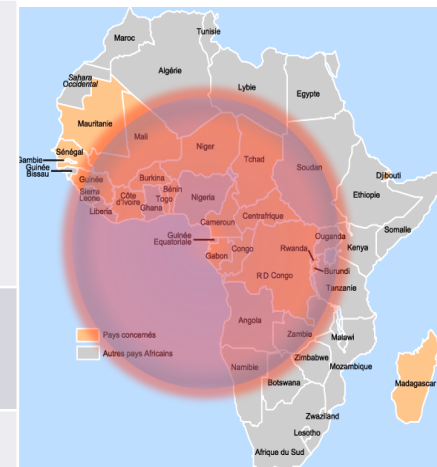 Tunisie
Maroc
Algérie
Sahara
Occidental
Lybie
Egypte
Mauritanie
Mali
Niger
Sénégal
Gambie
Guinée
Bissau
Tchad
Soudan
Djibouti
Guinée
Burkina
Bénin
Togo
Nigeria
Sierra
Leone
Côte
d'Ivoire
Ghana
Liberia
Ethiopie
Cameroun
Centrafrique
Somalie
Guinée
Equatoriale
Congo
Gabon
Rwanda
Ouganda
Kenya
R D Congo
Burundi
Tanzanie
Angola
Zambie
Malawi
Pays concernés
Autres pays Africains
Zimbabwe
Mozambique
Namibie
Botswana
Madagascar
Zwaziland
Lesotho
Afrique du Sud